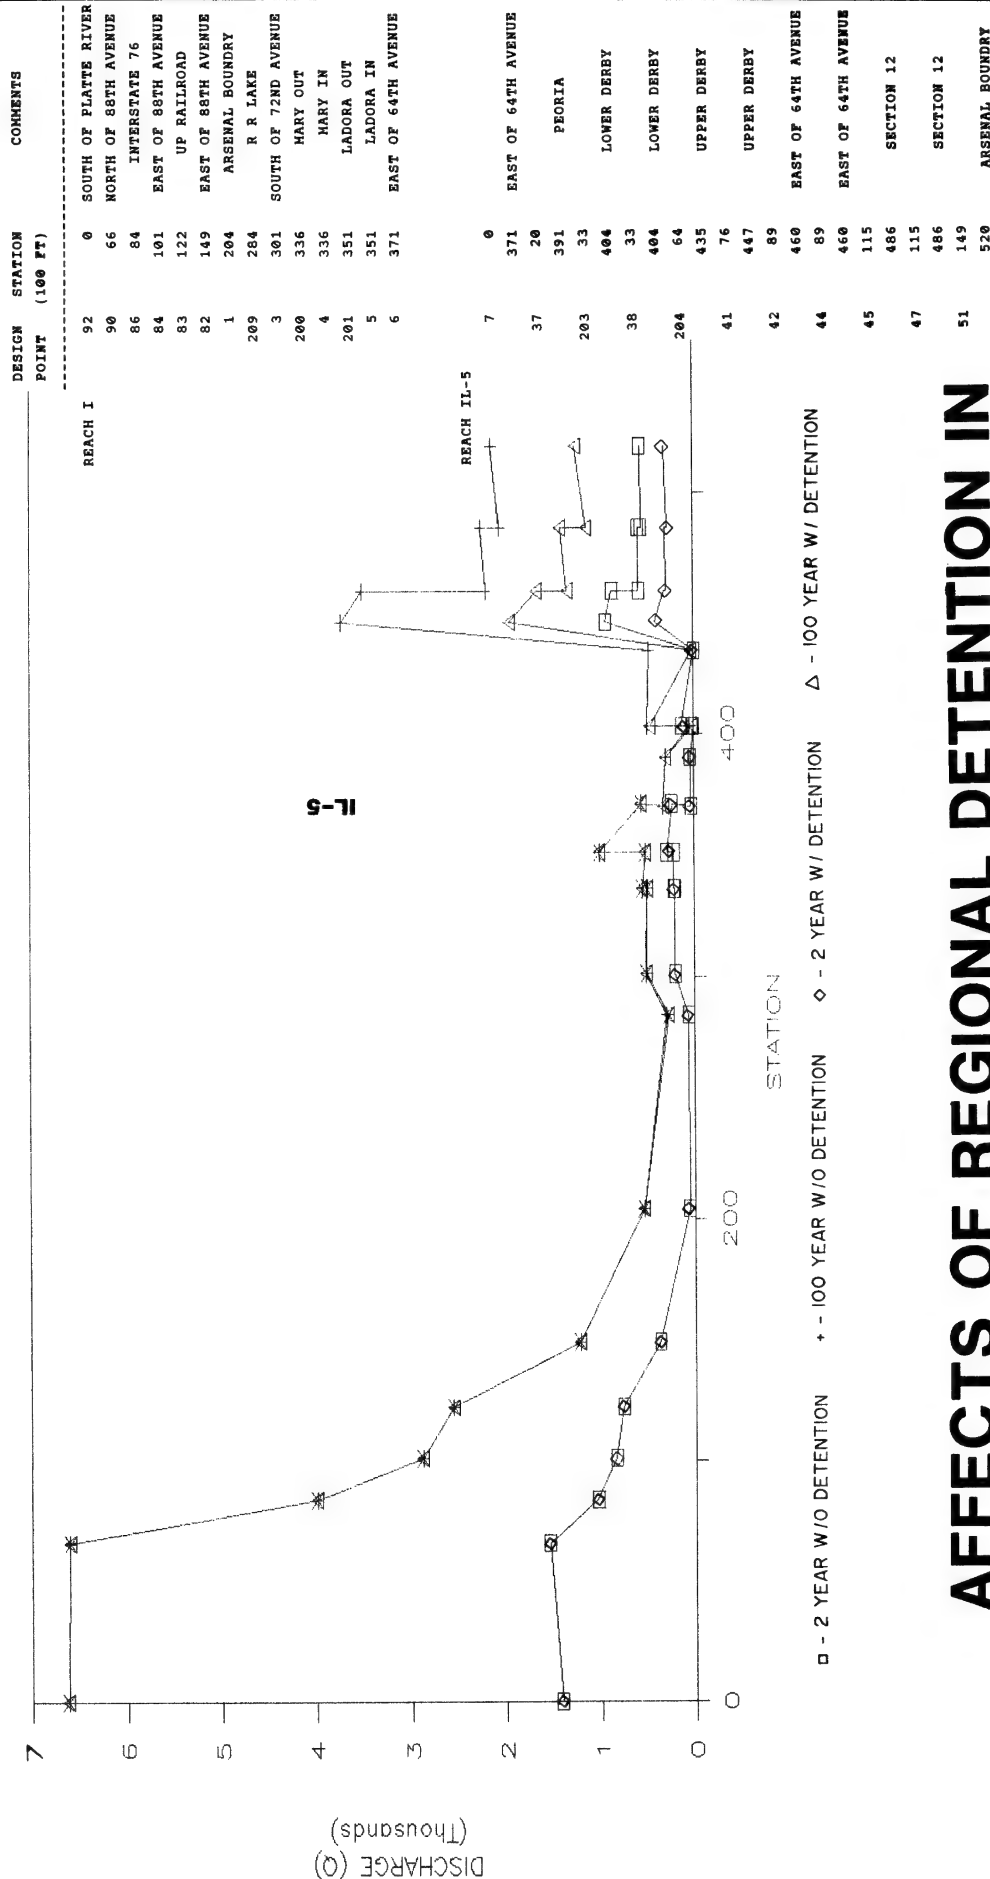 DESIGN STATION COMMENTS
POINT (100 FT)
REACH I
92 0 SOUTH OF PLATTE RIVER
90 66 NORTH OF 88TH AVENUE
86 84 INTERSTATE 76
84 101 EAST OF 88TH AVENUE
83 122 UP RAILROAD
82 149 EAST OF 88TH AVENUE
1 204 ARSENAL BOUNDRY
209 284 R R LAKE
3 301 SOUTH OF 72ND AVENUE
200 336 MARY OUT
4 336 MARY IN
201 351 LADORA OUT
5 351 LADORA IN
6 371 EAST OF 64TH AVENUE
REACH IL-5
7 0
371 EAST OF 64TH AVENUE
37 20
391 PEORIA
203 33
404 LOWER DERBY
38 33
404 LOWER DERBY
204 64
435 UPPER DERBY
41 76
447 UPPER DERBY
42 89
460 EAST OF 64TH AVENUE
44 89
460 EAST OF 64TH AVENUE
45 115
486 SECTION 12
47 115
486 SECTION 12
51 149
520 ARSENAL BOUNDRY
IL-5
DISCHARGE (Q)
(Thousands)
7
6
5
4
3
2
1
0
0 200 400
STATION
□ - 2 YEAR W/O DETENTION + - 100 YEAR W/O DETENTION ◇ - 2 YEAR W/ DETENTION △ - 100 YEAR W/ DETENTION
AFFECTS OF REGIONAL DETENTION IN